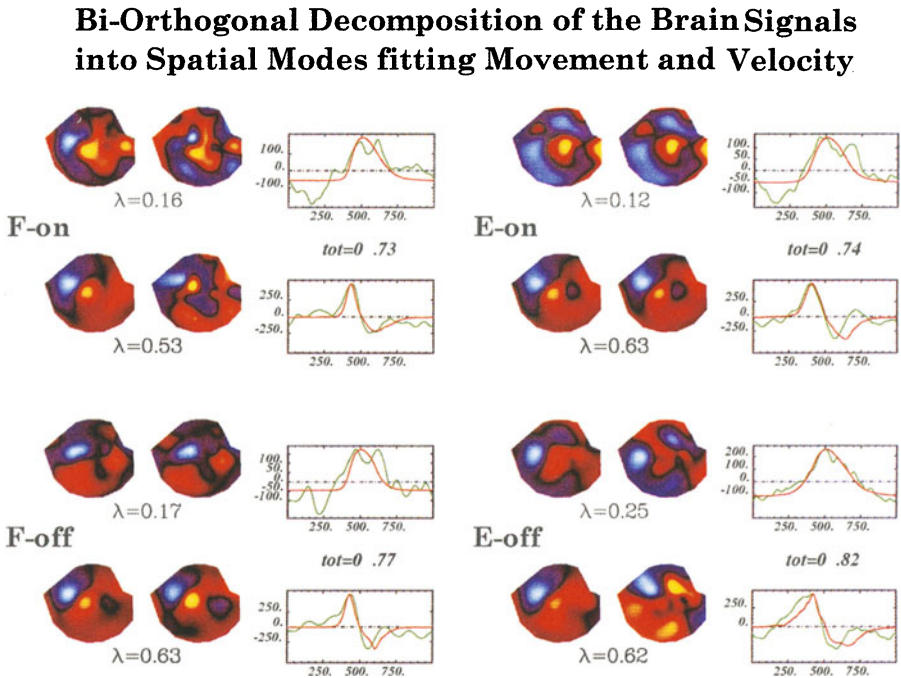 Bi-Orthogonal Decomposition of the Brain Signals
into Spatial Modes fitting Movement and Velocity
100.
0.
-100.
250. 500. 750.
λ=0.16
F-on
tot=0 .73
250.
0.
-250.
250. 500. 750.
λ=0.53
100.
50.
0.
-50.
-100.
250. 500. 750.
λ=0.12
E-on
tot=0 .74
250.
0.
-250.
250. 500. 750.
λ=0.63
100.
50.
0.
-50.
-100.
250. 500. 750.
λ=0.17
F-off
tot=0 .77
250.
0.
-250.
250. 500. 750.
λ=0.63
200.
100.
0.
-100.
250. 500. 750.
λ=0.25
E-off
tot=0 .82
250.
0.
250. 500. 750.
λ=0.62